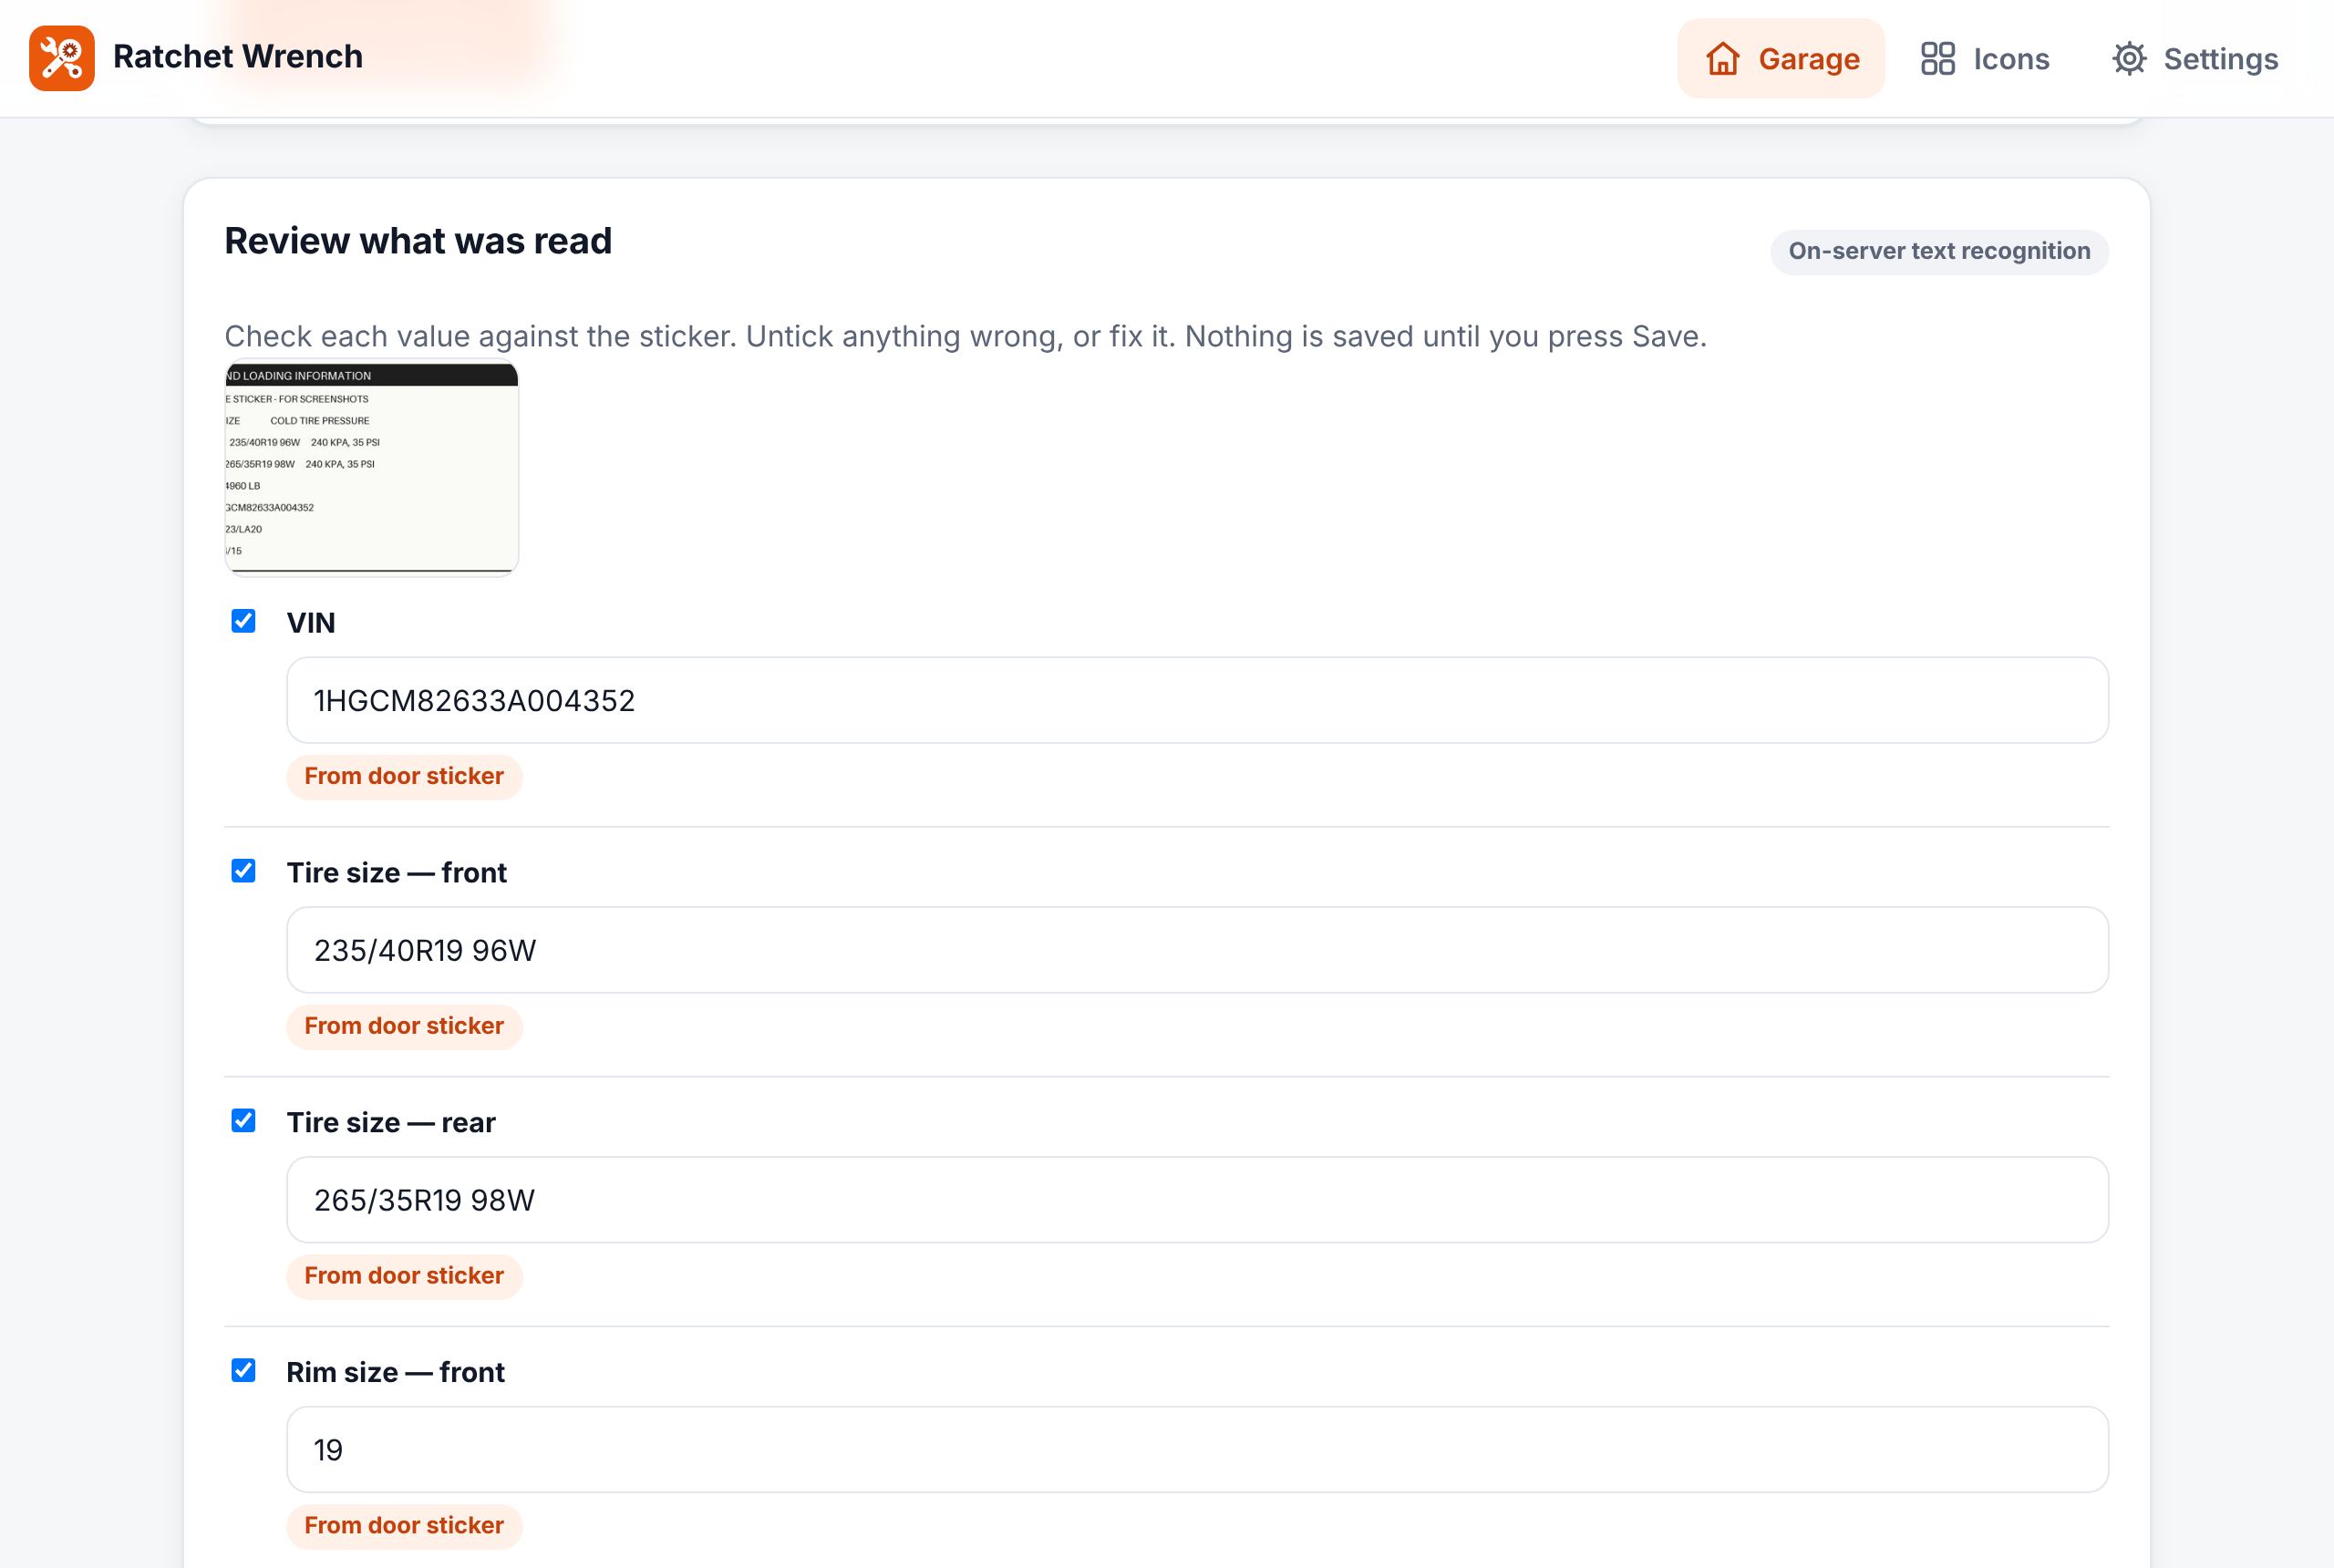 Ratchet Wrench
Garage
Icons
Settings
Review what was read
On-server text recognition
Check each value against the sticker. Untick anything wrong, or fix it. Nothing is saved until you press Save.
ND LOADING INFORMATION
E STICKER - FOR SCREENSHOTS
IZE COLD TIRE PRESSURE
235/40R19 96W 240 KPA, 35 PSI
265/35R19 98W 240 KPA, 35 PSI
4960 LB
GCM82633A004352
23/LA20
/15
VIN
1HGCM82633A004352
From door sticker
Tire size — front
235/40R19 96W
From door sticker
Tire size — rear
265/35R19 98W
From door sticker
Rim size — front
19
From door sticker